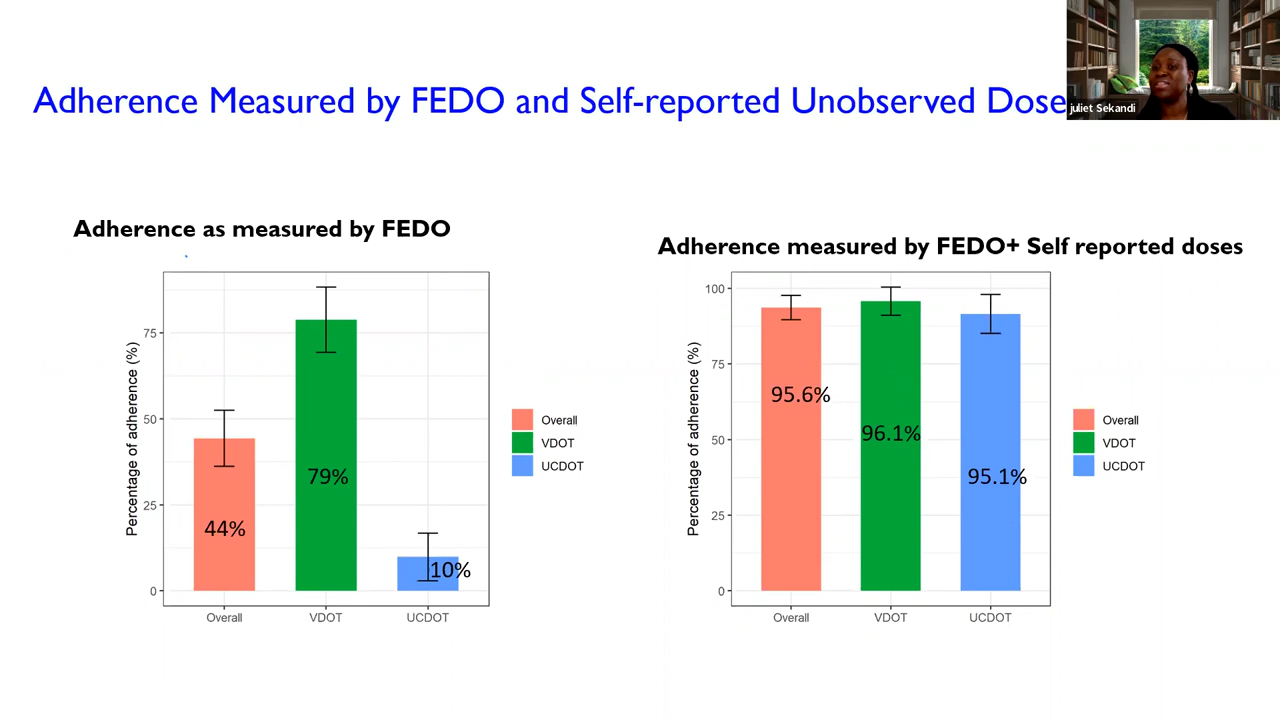 Adherence Measured by FEDO and Self-reported Unobserved Dose
juliet Sekandi
Adherence as measured by FEDO
Percentage of adherence (%)
75
50
25
0
44%
79%
10%
Overall
VDOT
UCDOT
Overall
VDOT
UCDOT
Adherence measured by FEDO+ Self reported doses
Percentage of adherence (%)
100
75
50
25
0
95.6%
96.1%
95.1%
Overall
VDOT
UCDOT
Overall
VDOT
UCDOT